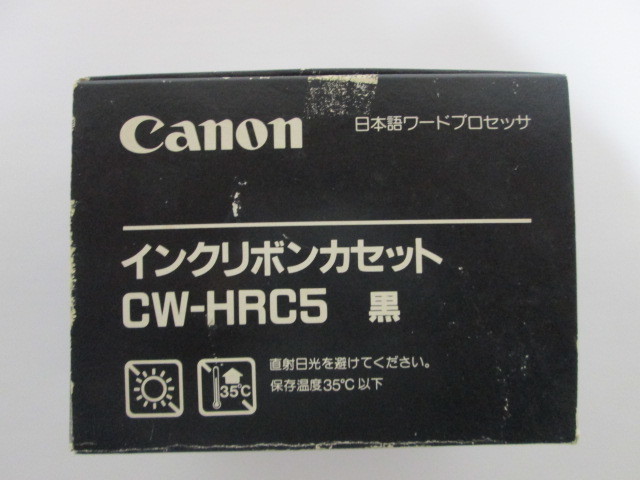 Canon
日本語ワードプロセッサ
インクリボンカセット
CW-HRC5 黒
直射日光を避けてください。
35℃
保存温度35℃以下